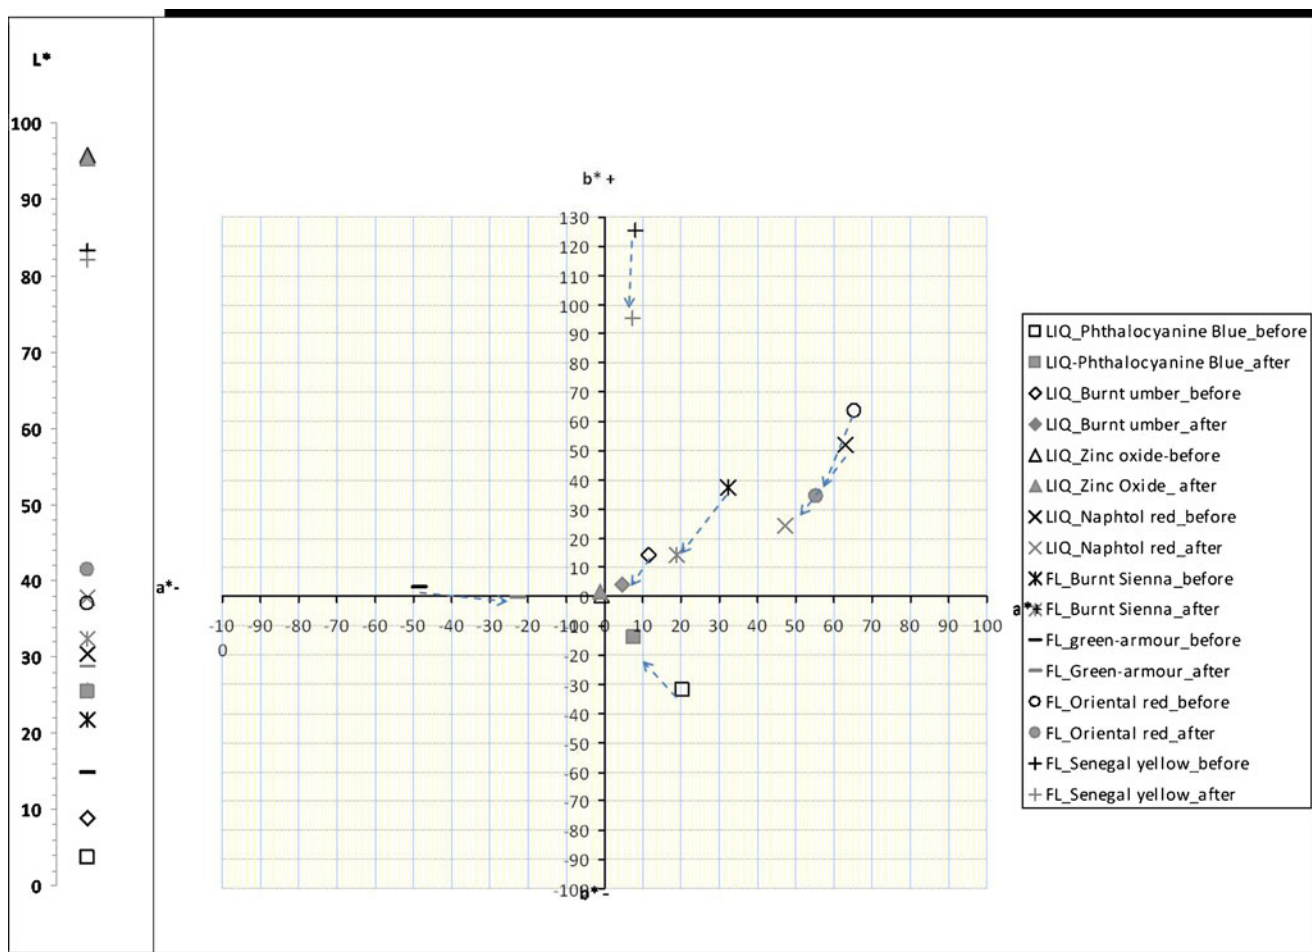 L*
100
90
80
70
60
50
40
30
20
10
0
b* +
130
120
110
100
90
80
70
60
50
40
30
20
10
0
-10
-20
-30
-40
-50
-60
-70
-80
-90
-100
b* -
a*-
-100 -90 -80 -70 -60 -50 -40 -30 -20 -10 0 10 20 30 40 50 60 70 80 90 100
a*+
LIQ_Phthalocyanine Blue_before
LIQ-Phthalocyanine Blue_after
LIQ_Burnt umber_before
LIQ_Burnt umber_after
LIQ_Zinc oxide-before
LIQ_Zinc Oxide_ after
LIQ_Naphtol red_before
LIQ_Naphtol red_after
FL_Burnt Sienna_before
FL_Burnt Sienna_after
FL_green-armour_before
FL_Green-armour_after
FL_Oriental red_before
FL_Oriental red_after
FL_Senegal yellow_before
FL_Senegal yellow_after